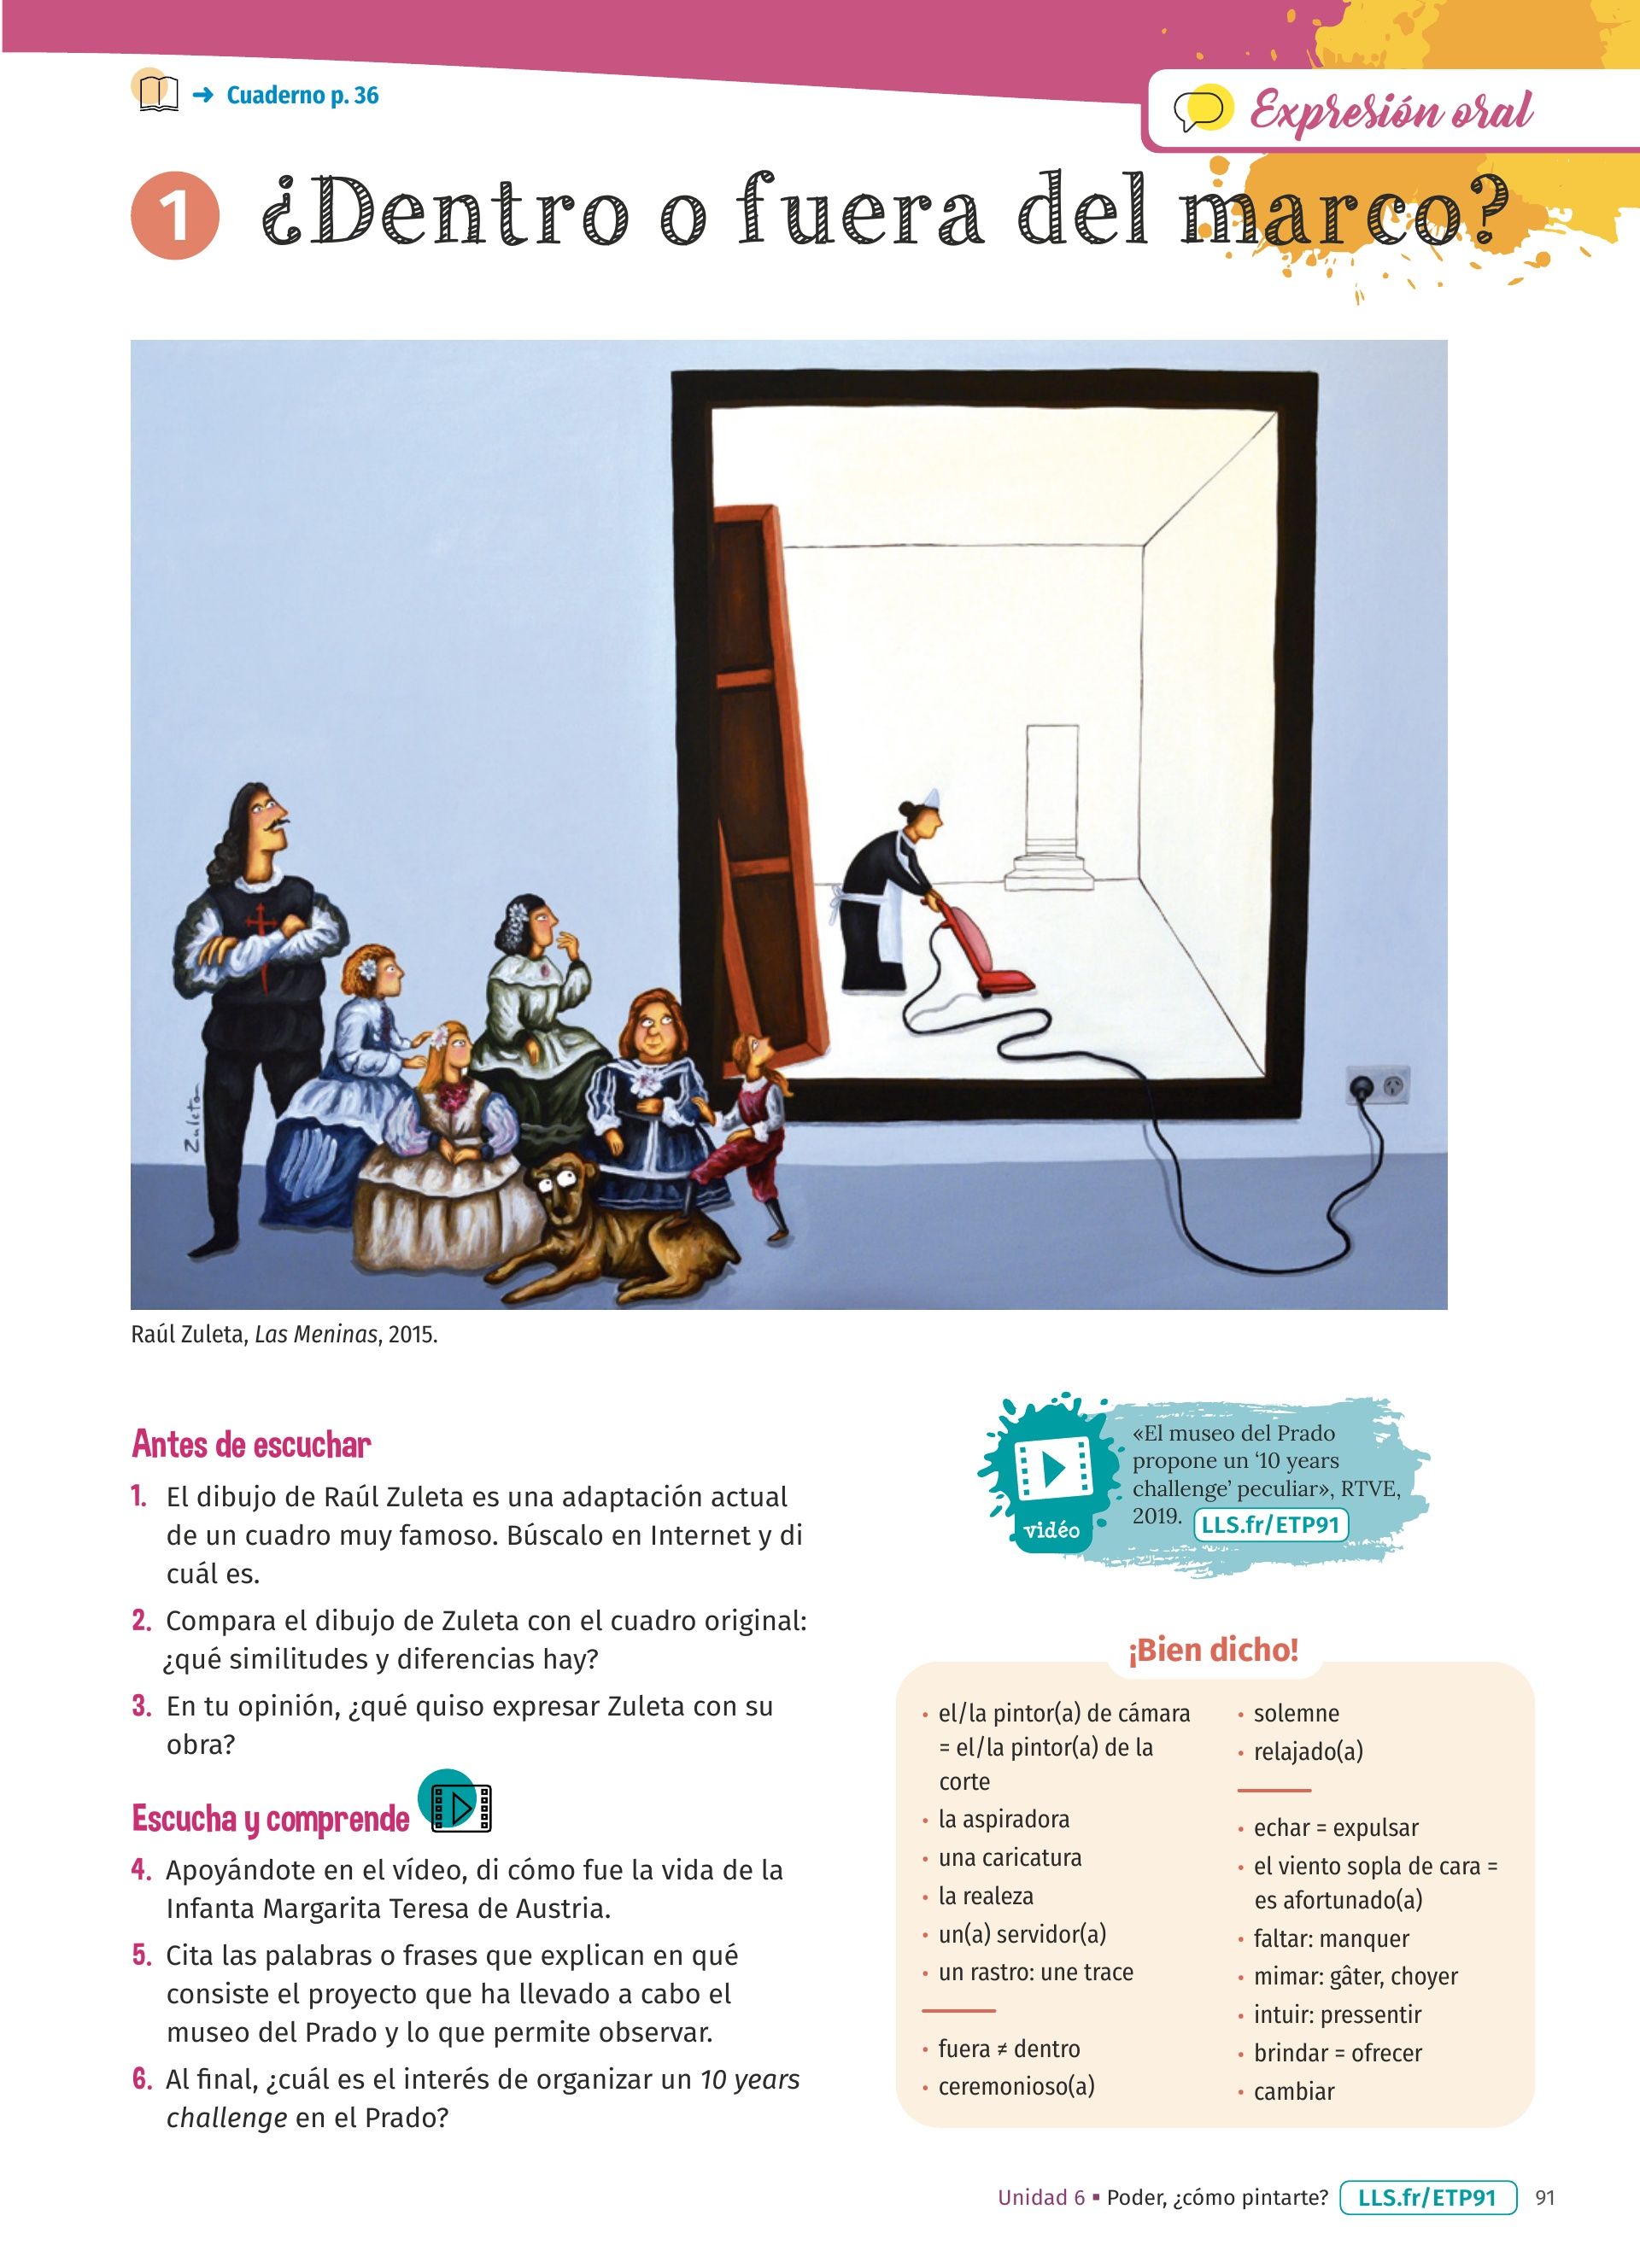 → Cuaderno p. 36
Expresión oral
1 ¿Dentro o fuera del marco?
Zuleta
Raúl Zuleta, Las Meninas, 2015.
Antes de escuchar
1. El dibujo de Raúl Zuleta es una adaptación actual
de un cuadro muy famoso. Búscalo en Internet y di
cuál es.
2. Compara el dibujo de Zuleta con el cuadro original:
¿qué similitudes y diferencias hay?
3. En tu opinión, ¿qué quiso expresar Zuleta con su
obra?
Escucha y comprende
4. Apoyándote en el vídeo, di cómo fue la vida de la
Infanta Margarita Teresa de Austria.
5. Cita las palabras o frases que explican en qué
consiste el proyecto que ha llevado a cabo el
museo del Prado y lo que permite observar.
6. Al final, ¿cuál es el interés de organizar un 10 years
challenge en el Prado?
vidéo
«El museo del Prado
propone un ‘10 years
challenge’ peculiar», RTVE,
2019. LLS.fr/ETP91
¡Bien dicho!
• el/la pintor(a) de cámara
= el/la pintor(a) de la
corte
• la aspiradora
• una caricatura
• la realeza
• un(a) servidor(a)
• un rastro: une trace
• fuera ≠ dentro
• ceremonioso(a)
• solemne
• relajado(a)
• echar = expulsar
• el viento sopla de cara =
es afortunado(a)
• faltar: manquer
• mimar: gâter, choyer
• intuir: pressentir
• brindar = ofrecer
• cambiar
Unidad 6 ▪ Poder, ¿cómo pintarte? LLS.fr/ETP91 91